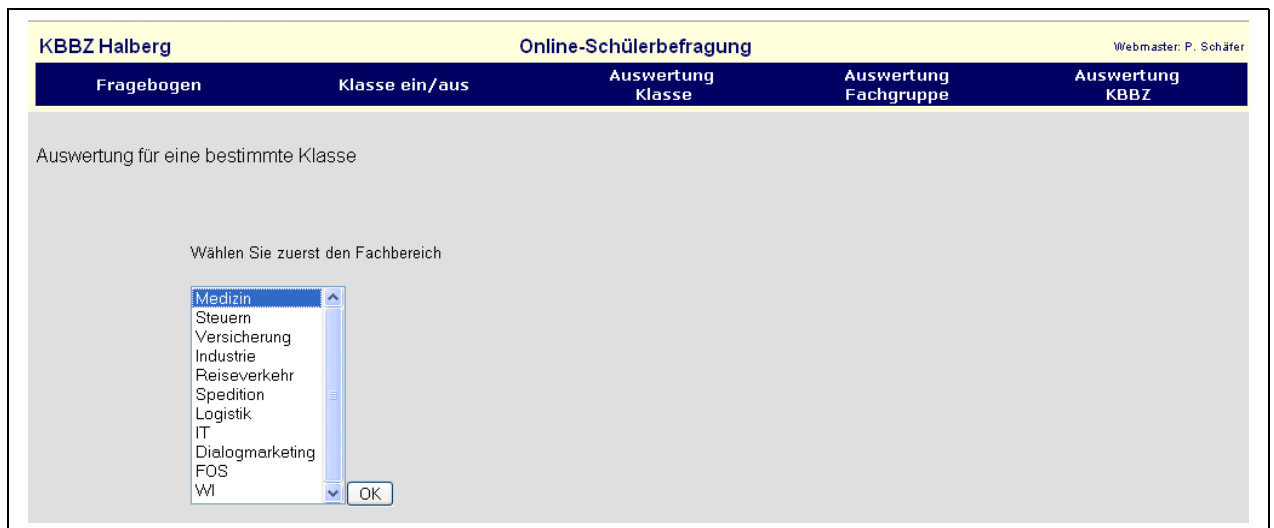 KBBZ Halberg Online-Schülerbefragung Webmaster: P. Schäfer
Fragebogen Klasse ein/aus Auswertung Klasse Auswertung Fachgruppe Auswertung KBBZ
Auswertung für eine bestimmte Klasse
Wählen Sie zuerst den Fachbereich
Medizin
Steuern
Versicherung
Industrie
Reiseverkehr
Spedition
Logistik
IT
Dialogmarketing
FOS
WI
OK